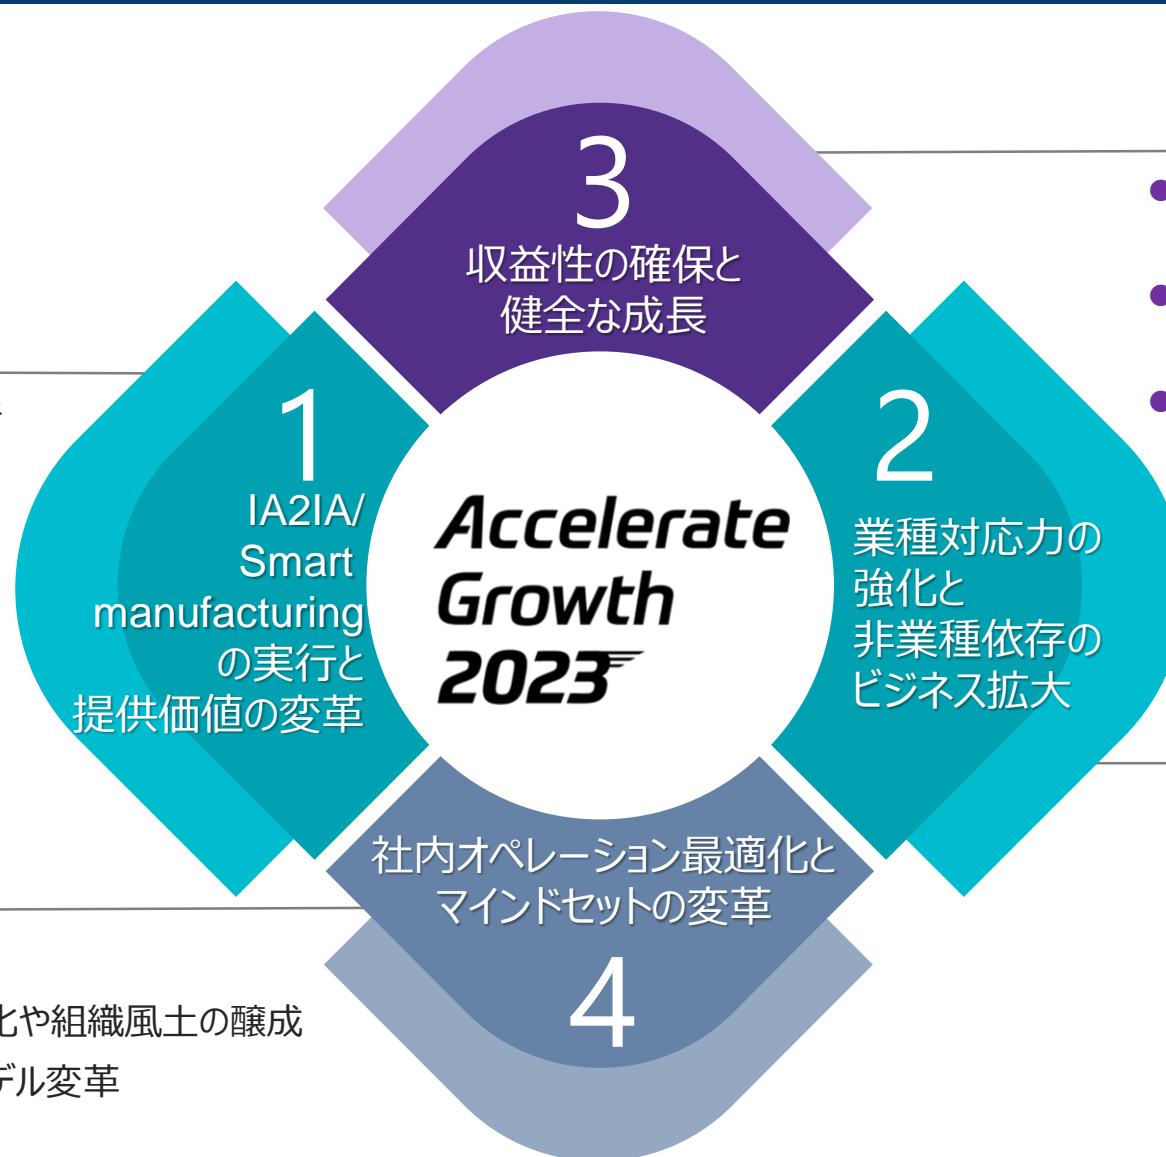 3
収益性の確保と
健全な成長
1
IA2IA/
Smart
manufacturing
の実行と
提供価値の変革
Accelerate
Growth
2023
2
業種対応力の
強化と
非業種依存の
ビジネス拡大
社内オペレーション最適化と
マインドセットの変革
4
化や組織風土の醸成
デル変革